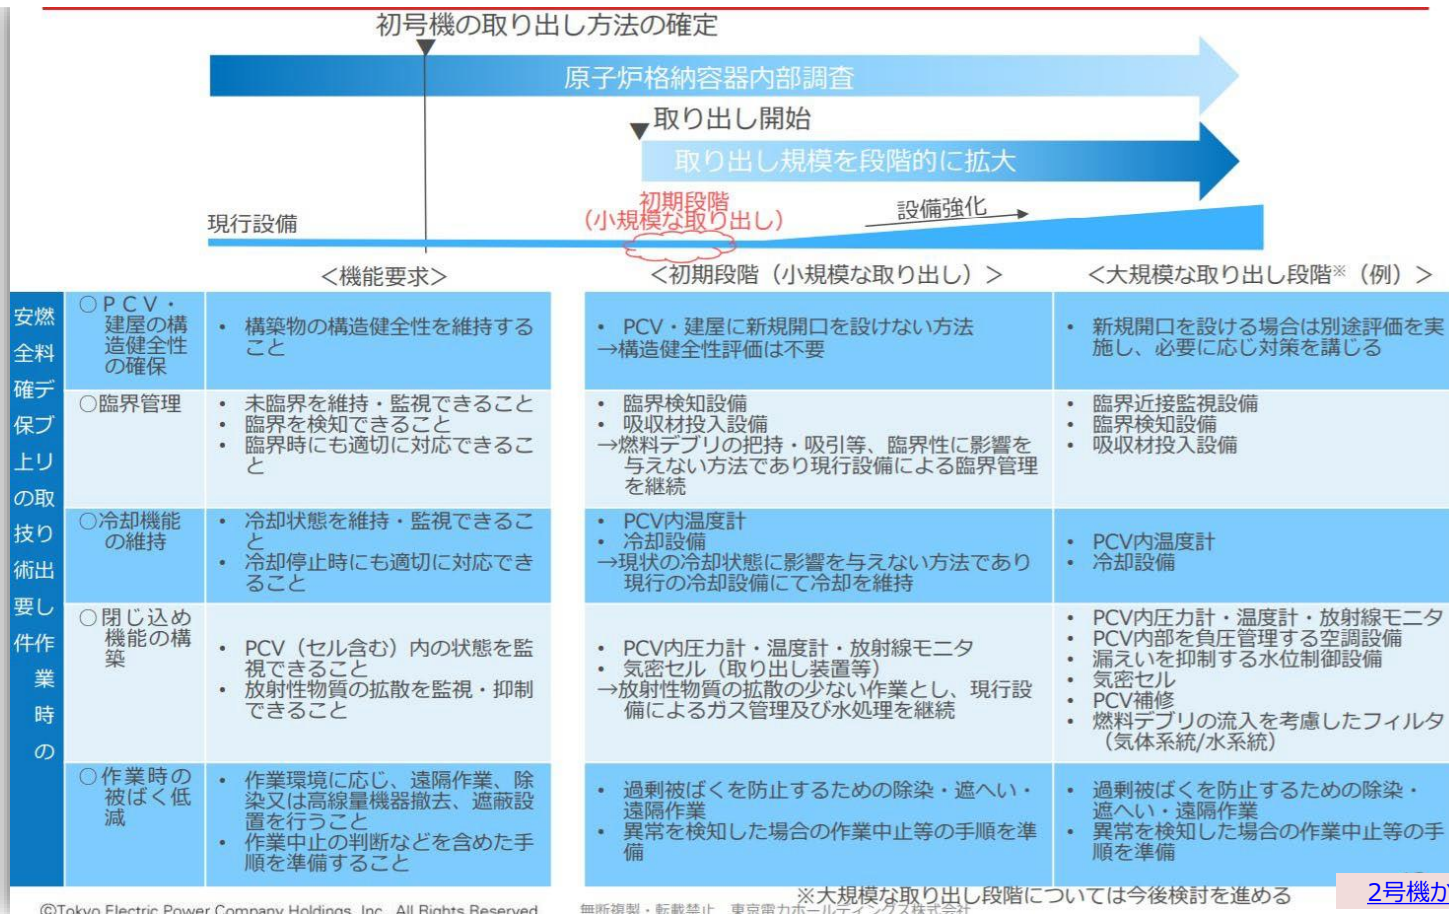 初号機の取り出し方法の確定
原子炉格納容器内部調査
取り出し開始
取り出し規模を段階的に拡大
初期段階
（小規模な取り出し）
設備強化
現行設備
＜機能要求＞
＜初期段階（小規模な取り出し）＞
＜大規模な取り出し段階※（例）＞
燃料デブリの取り出し作業時の
安全確保上の技術要件
○ＰＣＶ・
建屋の構
造健全性
の確保
• 構築物の構造健全性を維持する
こと
• PCV・建屋に新規開口を設けない方法
→構造健全性評価は不要
• 新規開口を設ける場合は別途評価を実
施し、必要に応じ対策を講じる
○臨界管理
• 未臨界を維持・監視できること
• 臨界を検知できること
• 臨界時にも適切に対応できるこ
と
• 臨界検知設備
• 吸収材投入設備
→燃料デブリの把持・吸引等、臨界性に影響を
与えない方法であり現行設備による臨界管理
を継続
• 臨界近接監視設備
• 臨界検知設備
• 吸収材投入設備
○冷却機能
の維持
• 冷却状態を維持・監視できるこ
と
• 冷却停止時にも適切に対応でき
ること
• PCV内温度計
• 冷却設備
→現状の冷却状態に影響を与えない方法であり
現行の冷却設備にて冷却を維持
• PCV内温度計
• 冷却設備
○閉じ込め
機能の構
築
• PCV（セル含む）内の状態を監
視できること
• 放射性物質の拡散を監視・抑制
できること
• PCV内圧力計・温度計・放射線モニタ
• 気密セル（取り出し装置等）
→放射性物質の拡散の少ない作業とし、現行設
備によるガス管理及び水処理を継続
• PCV内圧力計・温度計・放射線モニタ
• PCV内部を負圧管理する空調設備
• 漏えいを抑制する水位制御設備
• 気密セル
• PCV補修
• 燃料デブリの流入を考慮したフィルタ
（気体系統/水系統）
○作業時の
被ばく低
減
• 作業環境に応じ、遠隔作業、除
染又は高線量機器撤去、遮蔽設
置を行うこと
• 作業中止の判断などを含めた手
順を準備すること
• 過剰被ばくを防止するための除染・遮へい・
遠隔作業
• 異常を検知した場合の作業中止等の手順を準
備
• 過剰被ばくを防止するための除染・
遮へい・遠隔作業
• 異常を検知した場合の作業中止等の手
順を準備
※大規模な取り出し段階については今後検討を進める
2号機か
©Tokyo Electric Power Company Holdings, Inc. All Rights Reserved
無断複製・転載禁止 東京電力ホールディングス株式会社